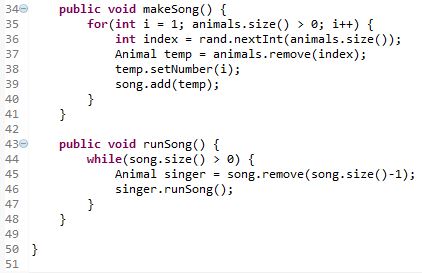 34 public void makeSong() {
35 for(int i = 1; animals.size() > 0; i++) {
36 int index = rand.nextInt(animals.size());
37 Animal temp = animals.remove(index);
38 temp.setNumber(i);
39 song.add(temp);
40 }
41 }
42
43 public void runSong() {
44 while(song.size() > 0) {
45 Animal singer = song.remove(song.size()-1);
46 singer.runSong();
47 }
48 }
49
50 }
51